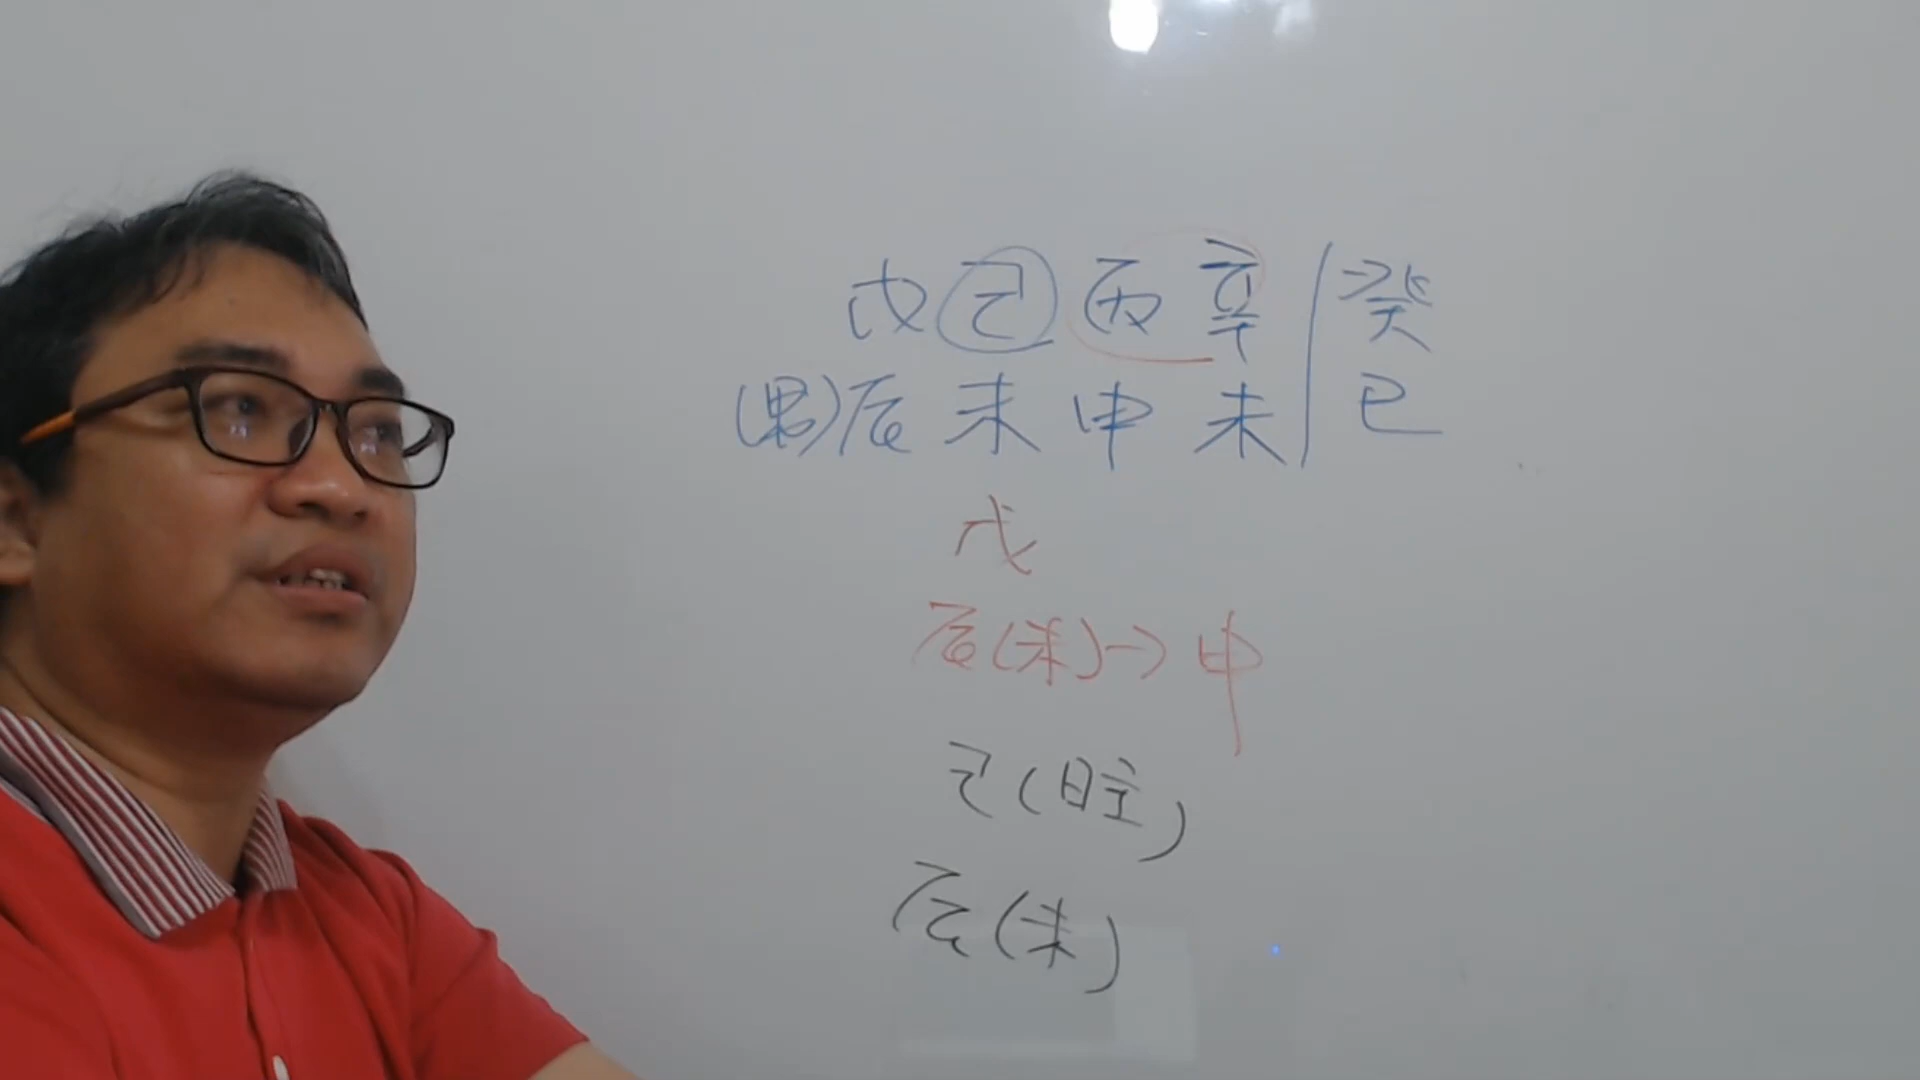 戊己丙辛|癸
(男)辰未申未|巳
戊
辰(未)→申
己(日主)
辰(未)